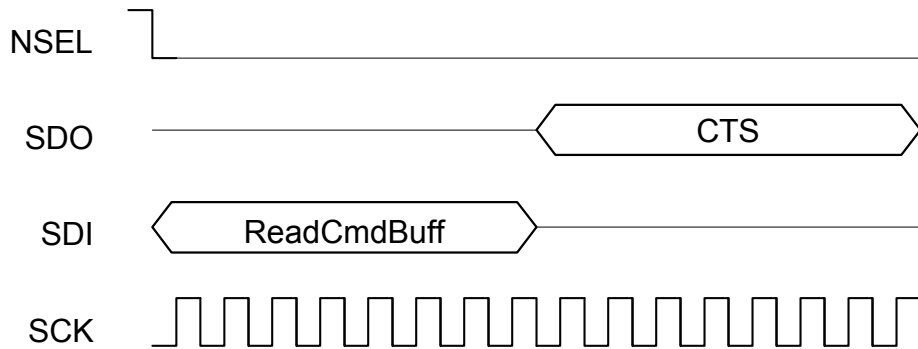 NSEL
SDO
CTS
SDI
ReadCmdBuff
SCK